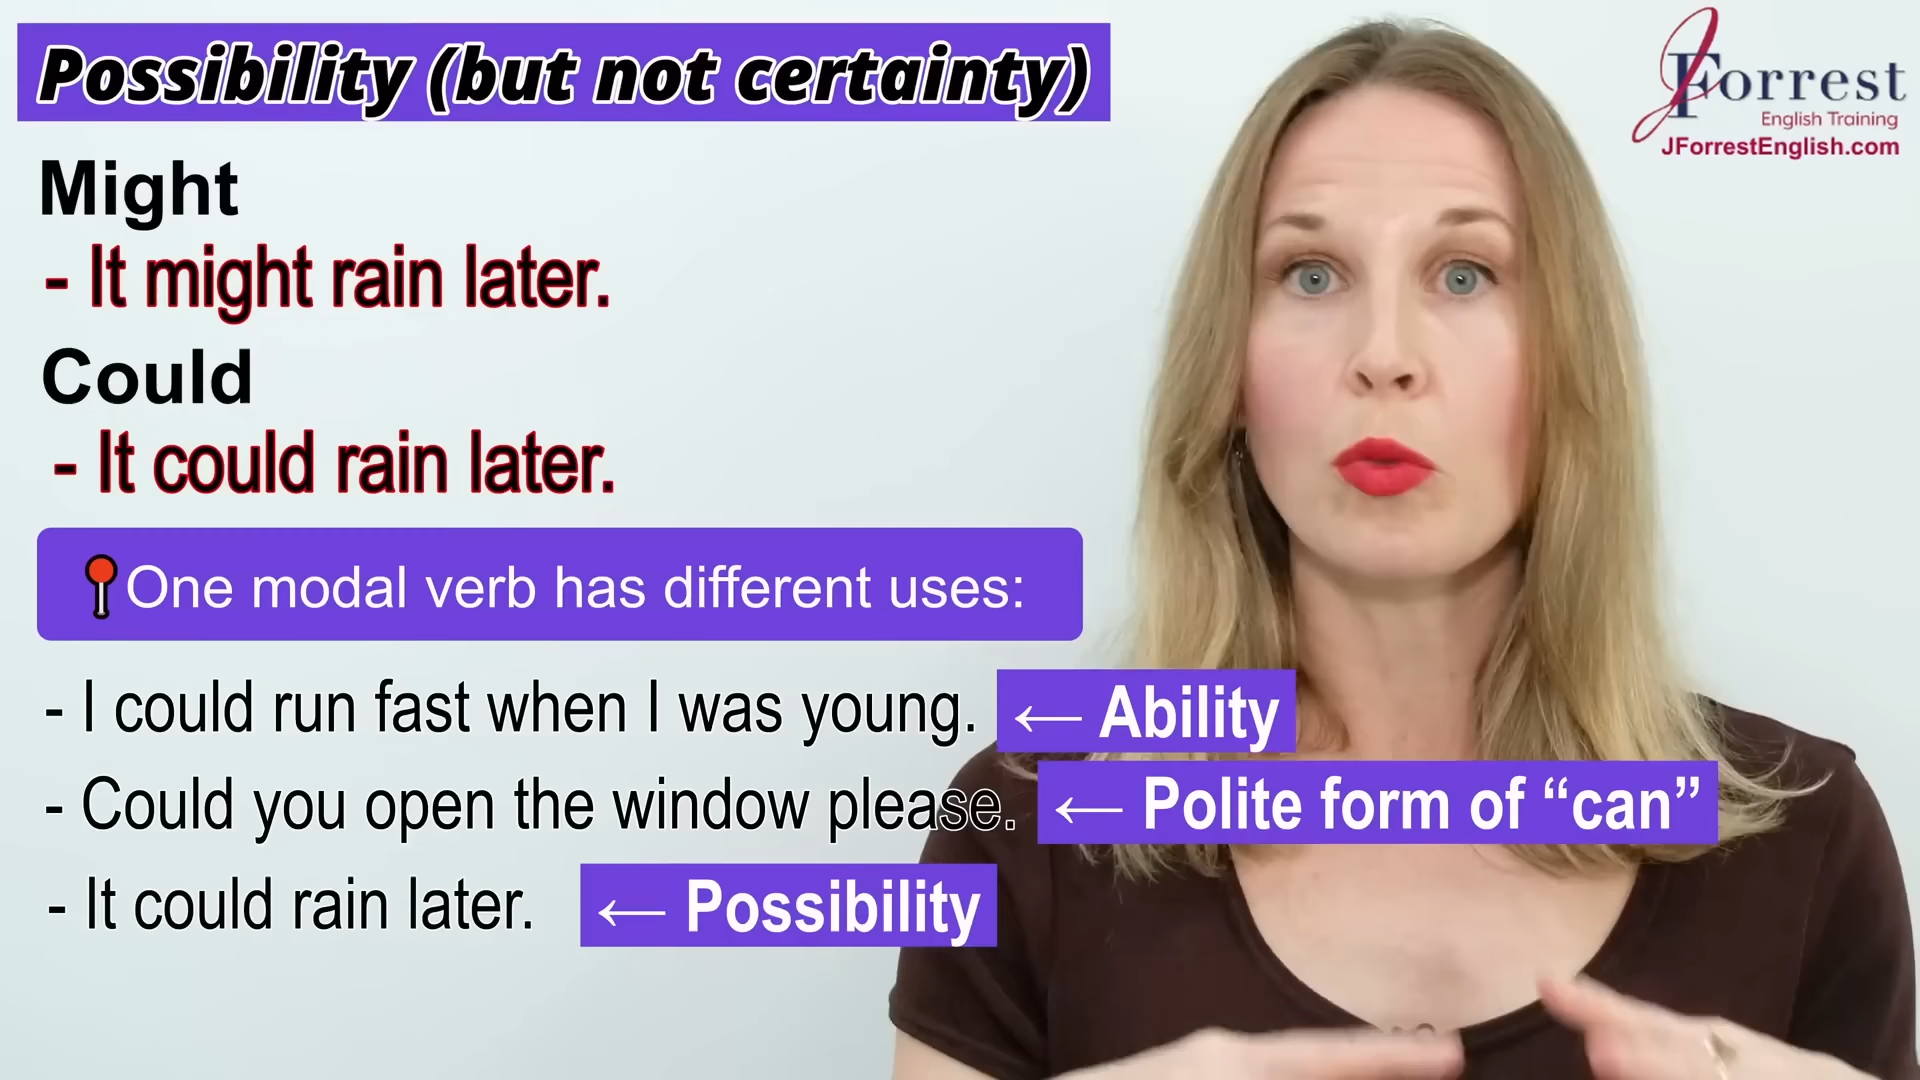 Possibility (but not certainty)
JForrest
English Training
JForrestEnglish.com
Might
- It might rain later.
Could
- It could rain later.
One modal verb has different uses:
- I could run fast when I was young. ← Ability
- Could you open the window please. ← Polite form of “can”
- It could rain later. ← Possibility